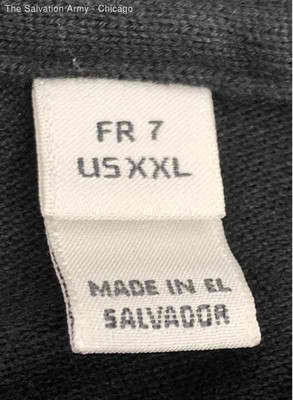 The Salvation Army - Chicago
FR 7
US XXL
MADE IN EL
SALVADOR